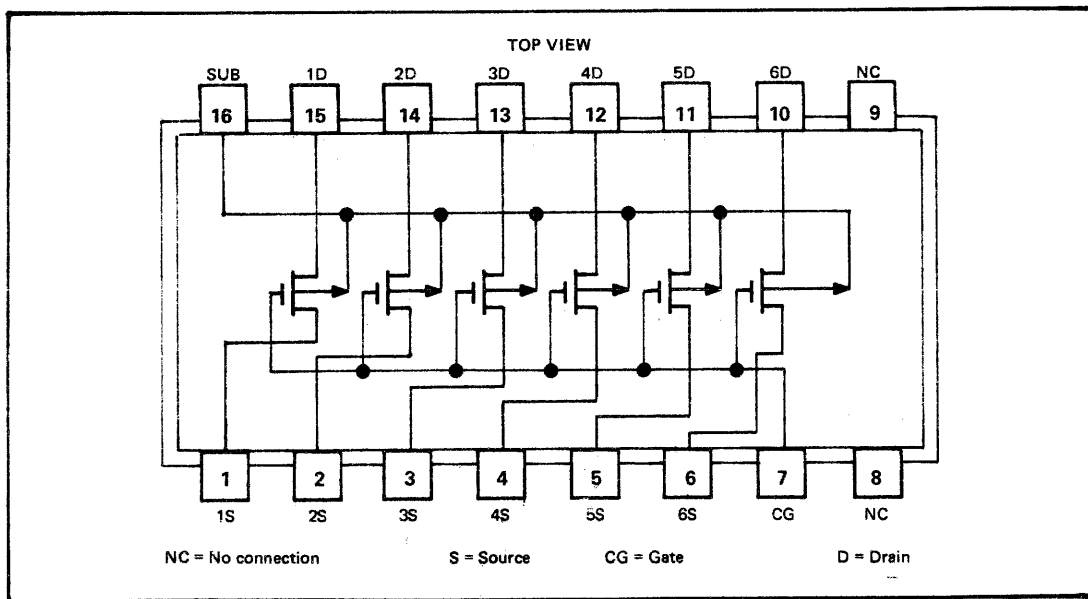 TOP VIEW
SUB 1D 2D 3D 4D 5D 6D NC
16 15 14 13 12 11 10 9
1 2 3 4 5 6 7 8
1S 2S 3S 4S 5S 6S CG NC
NC = No connection S = Source CG = Gate D = Drain